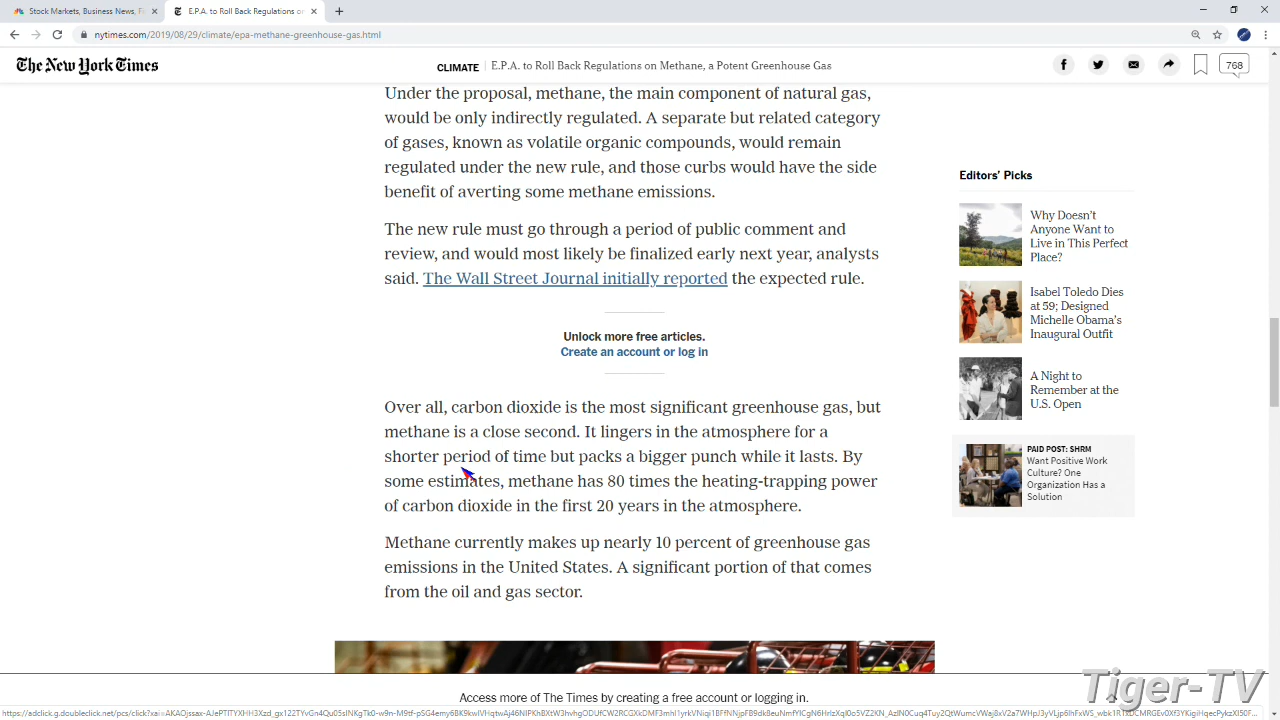 Stock Markets, Business News, Fi
E.P.A. to Roll Back Regulations on
nytimes.com/2019/08/29/climate/epa-methane-greenhouse-gas.html
The New York Times
CLIMATE
E.P.A. to Roll Back Regulations on Methane, a Potent Greenhouse Gas
768
Under the proposal, methane, the main component of natural gas,
would be only indirectly regulated. A separate but related category
of gases, known as volatile organic compounds, would remain
regulated under the new rule, and those curbs would have the side
benefit of averting some methane emissions.
The new rule must go through a period of public comment and
review, and would most likely be finalized early next year, analysts
said. The Wall Street Journal initially reported the expected rule.
Unlock more free articles.
Create an account or log in
Over all, carbon dioxide is the most significant greenhouse gas, but
methane is a close second. It lingers in the atmosphere for a
shorter period of time but packs a bigger punch while it lasts. By
some estimates, methane has 80 times the heating-trapping power
of carbon dioxide in the first 20 years in the atmosphere.
Methane currently makes up nearly 10 percent of greenhouse gas
emissions in the United States. A significant portion of that comes
from the oil and gas sector.
Editors' Picks
Why Doesn't
Anyone Want to
Live in This Perfect
Place?
Isabel Toledo Dies
at 59; Designed
Michelle Obama's
Inaugural Outfit
A Night to
Remember at the
U.S. Open
PAID POST: SHRM
Want Positive Work
Culture? One
Organization Has a
Solution
Access more of The Times by creating a free account or logging in.
Tiger-TV